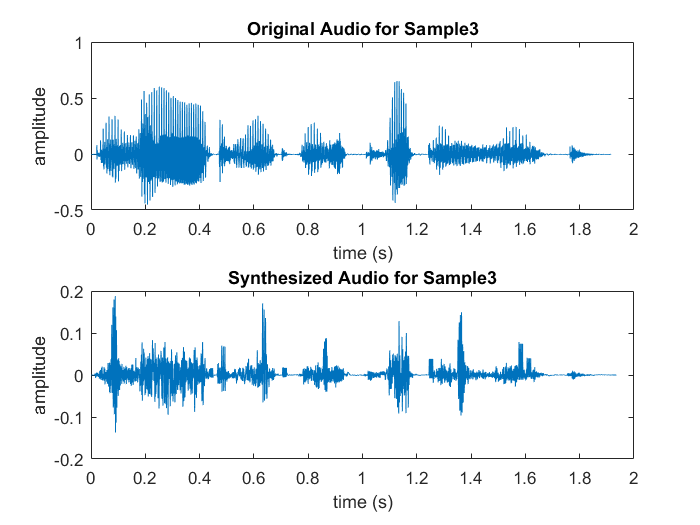 Original Audio for Sample3
1
0.5
0
-0.5
amplitude
0 0.2 0.4 0.6 0.8 1 1.2 1.4 1.6 1.8 2
time (s)
Synthesized Audio for Sample3
0.2
0.1
0
-0.1
-0.2
amplitude
0 0.2 0.4 0.6 0.8 1 1.2 1.4 1.6 1.8 2
time (s)